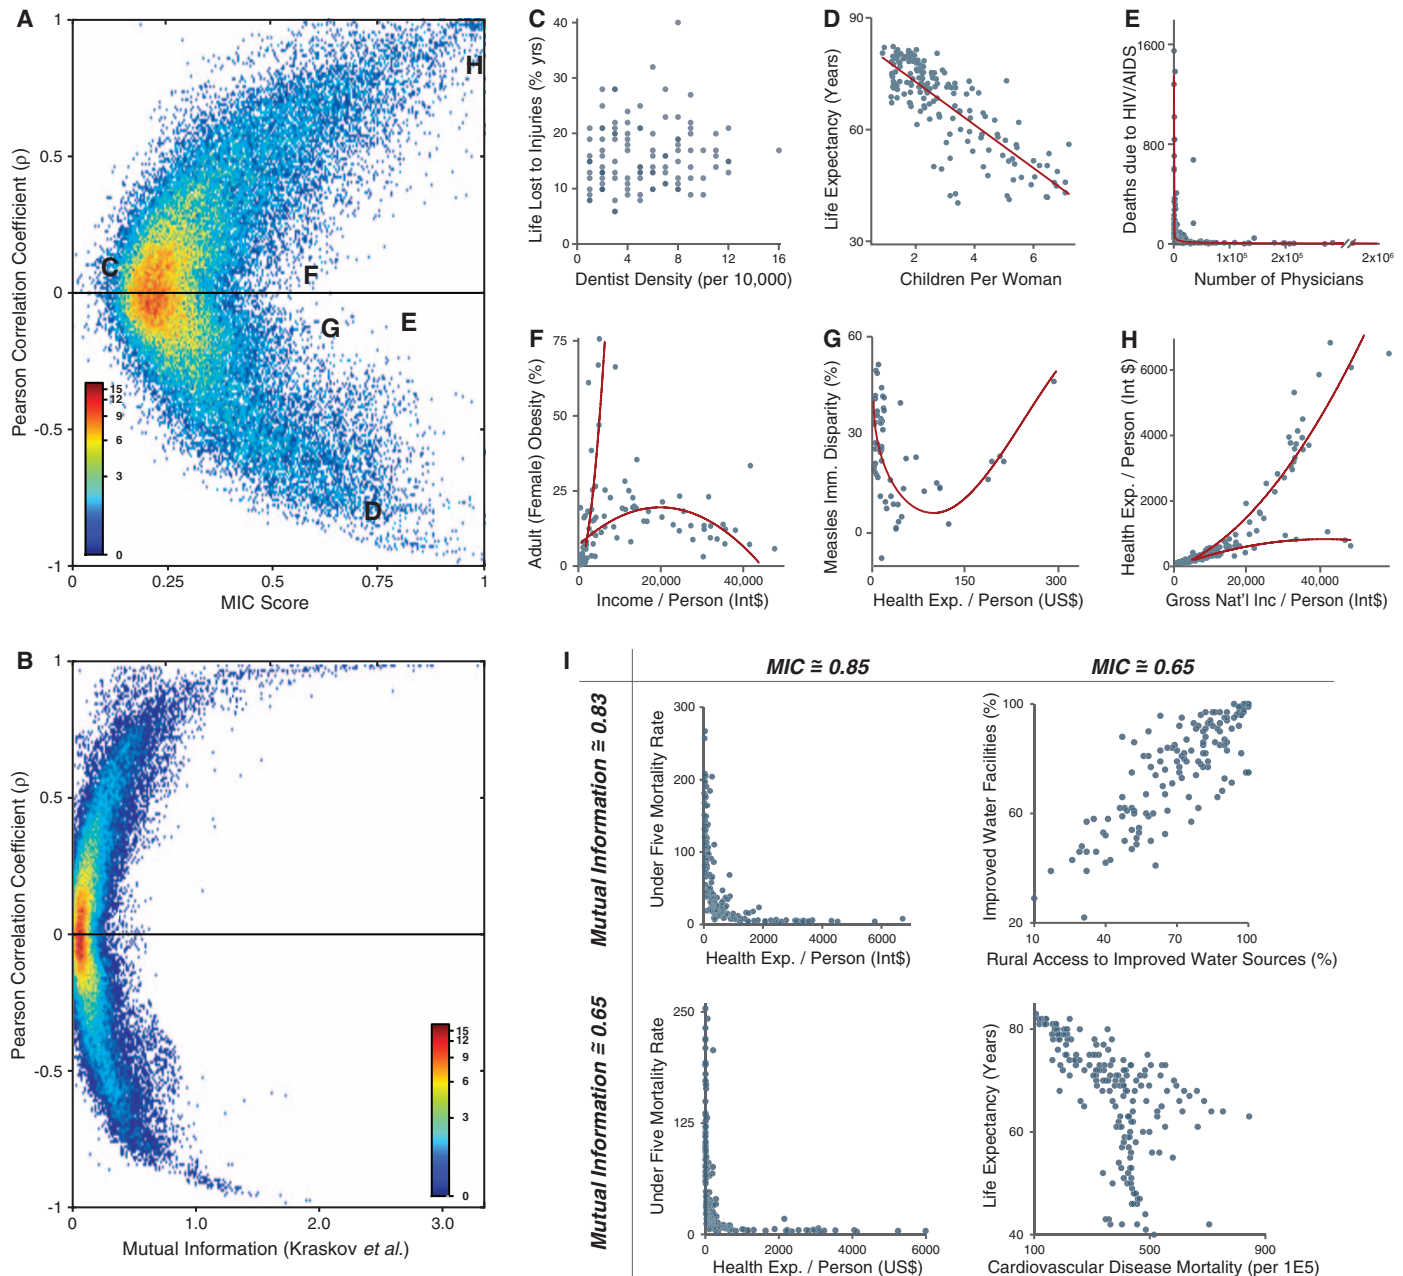 A
1
0.5
0
-0.5
-1
Pearson Correlation Coefficient (ρ)
C
F
G
E
D
H
15
12
9
6
3
0
0
0.25
0.5
0.75
1
MIC Score
B
1
0.5
0
-0.5
-1
Pearson Correlation Coefficient (ρ)
15
12
9
6
3
0
0
1.0
2.0
3.0
Mutual Information (Kraskov et al.)
C
Life Lost to Injuries (% yrs)
40
30
20
10
0
0
4
8
12
16
Dentist Density (per 10,000)
D
Life Expectancy (Years)
90
60
30
2
4
6
Children Per Woman
E
Deaths due to HIV/AIDS
1600
800
0
0
1x10⁵
2x10⁵
2x10⁶
Number of Physicians
F
Adult (Female) Obesity (%)
75
50
25
0
0
20,000
40,000
Income / Person (Int$)
G
Measles Imm. Disparity (%)
60
30
0
0
150
300
Health Exp. / Person (US$)
H
Health Exp. / Person (Int $)
6000
4000
2000
0
0
20,000
40,000
Gross Nat'l Inc / Person (Int$)
I
MIC ≅ 0.85
MIC ≅ 0.65
Mutual Information ≅ 0.83
Under Five Mortality Rate
300
200
100
0
0
2000
4000
6000
Health Exp. / Person (Int$)
Improved Water Facilities (%)
100
60
20
10
40
70
100
Rural Access to Improved Water Sources (%)
Mutual Information ≅ 0.65
Under Five Mortality Rate
250
125
0
0
2000
4000
6000
Health Exp. / Person (US$)
Life Expectancy (Years)
80
60
40
100
500
900
Cardiovascular Disease Mortality (per 1E5)